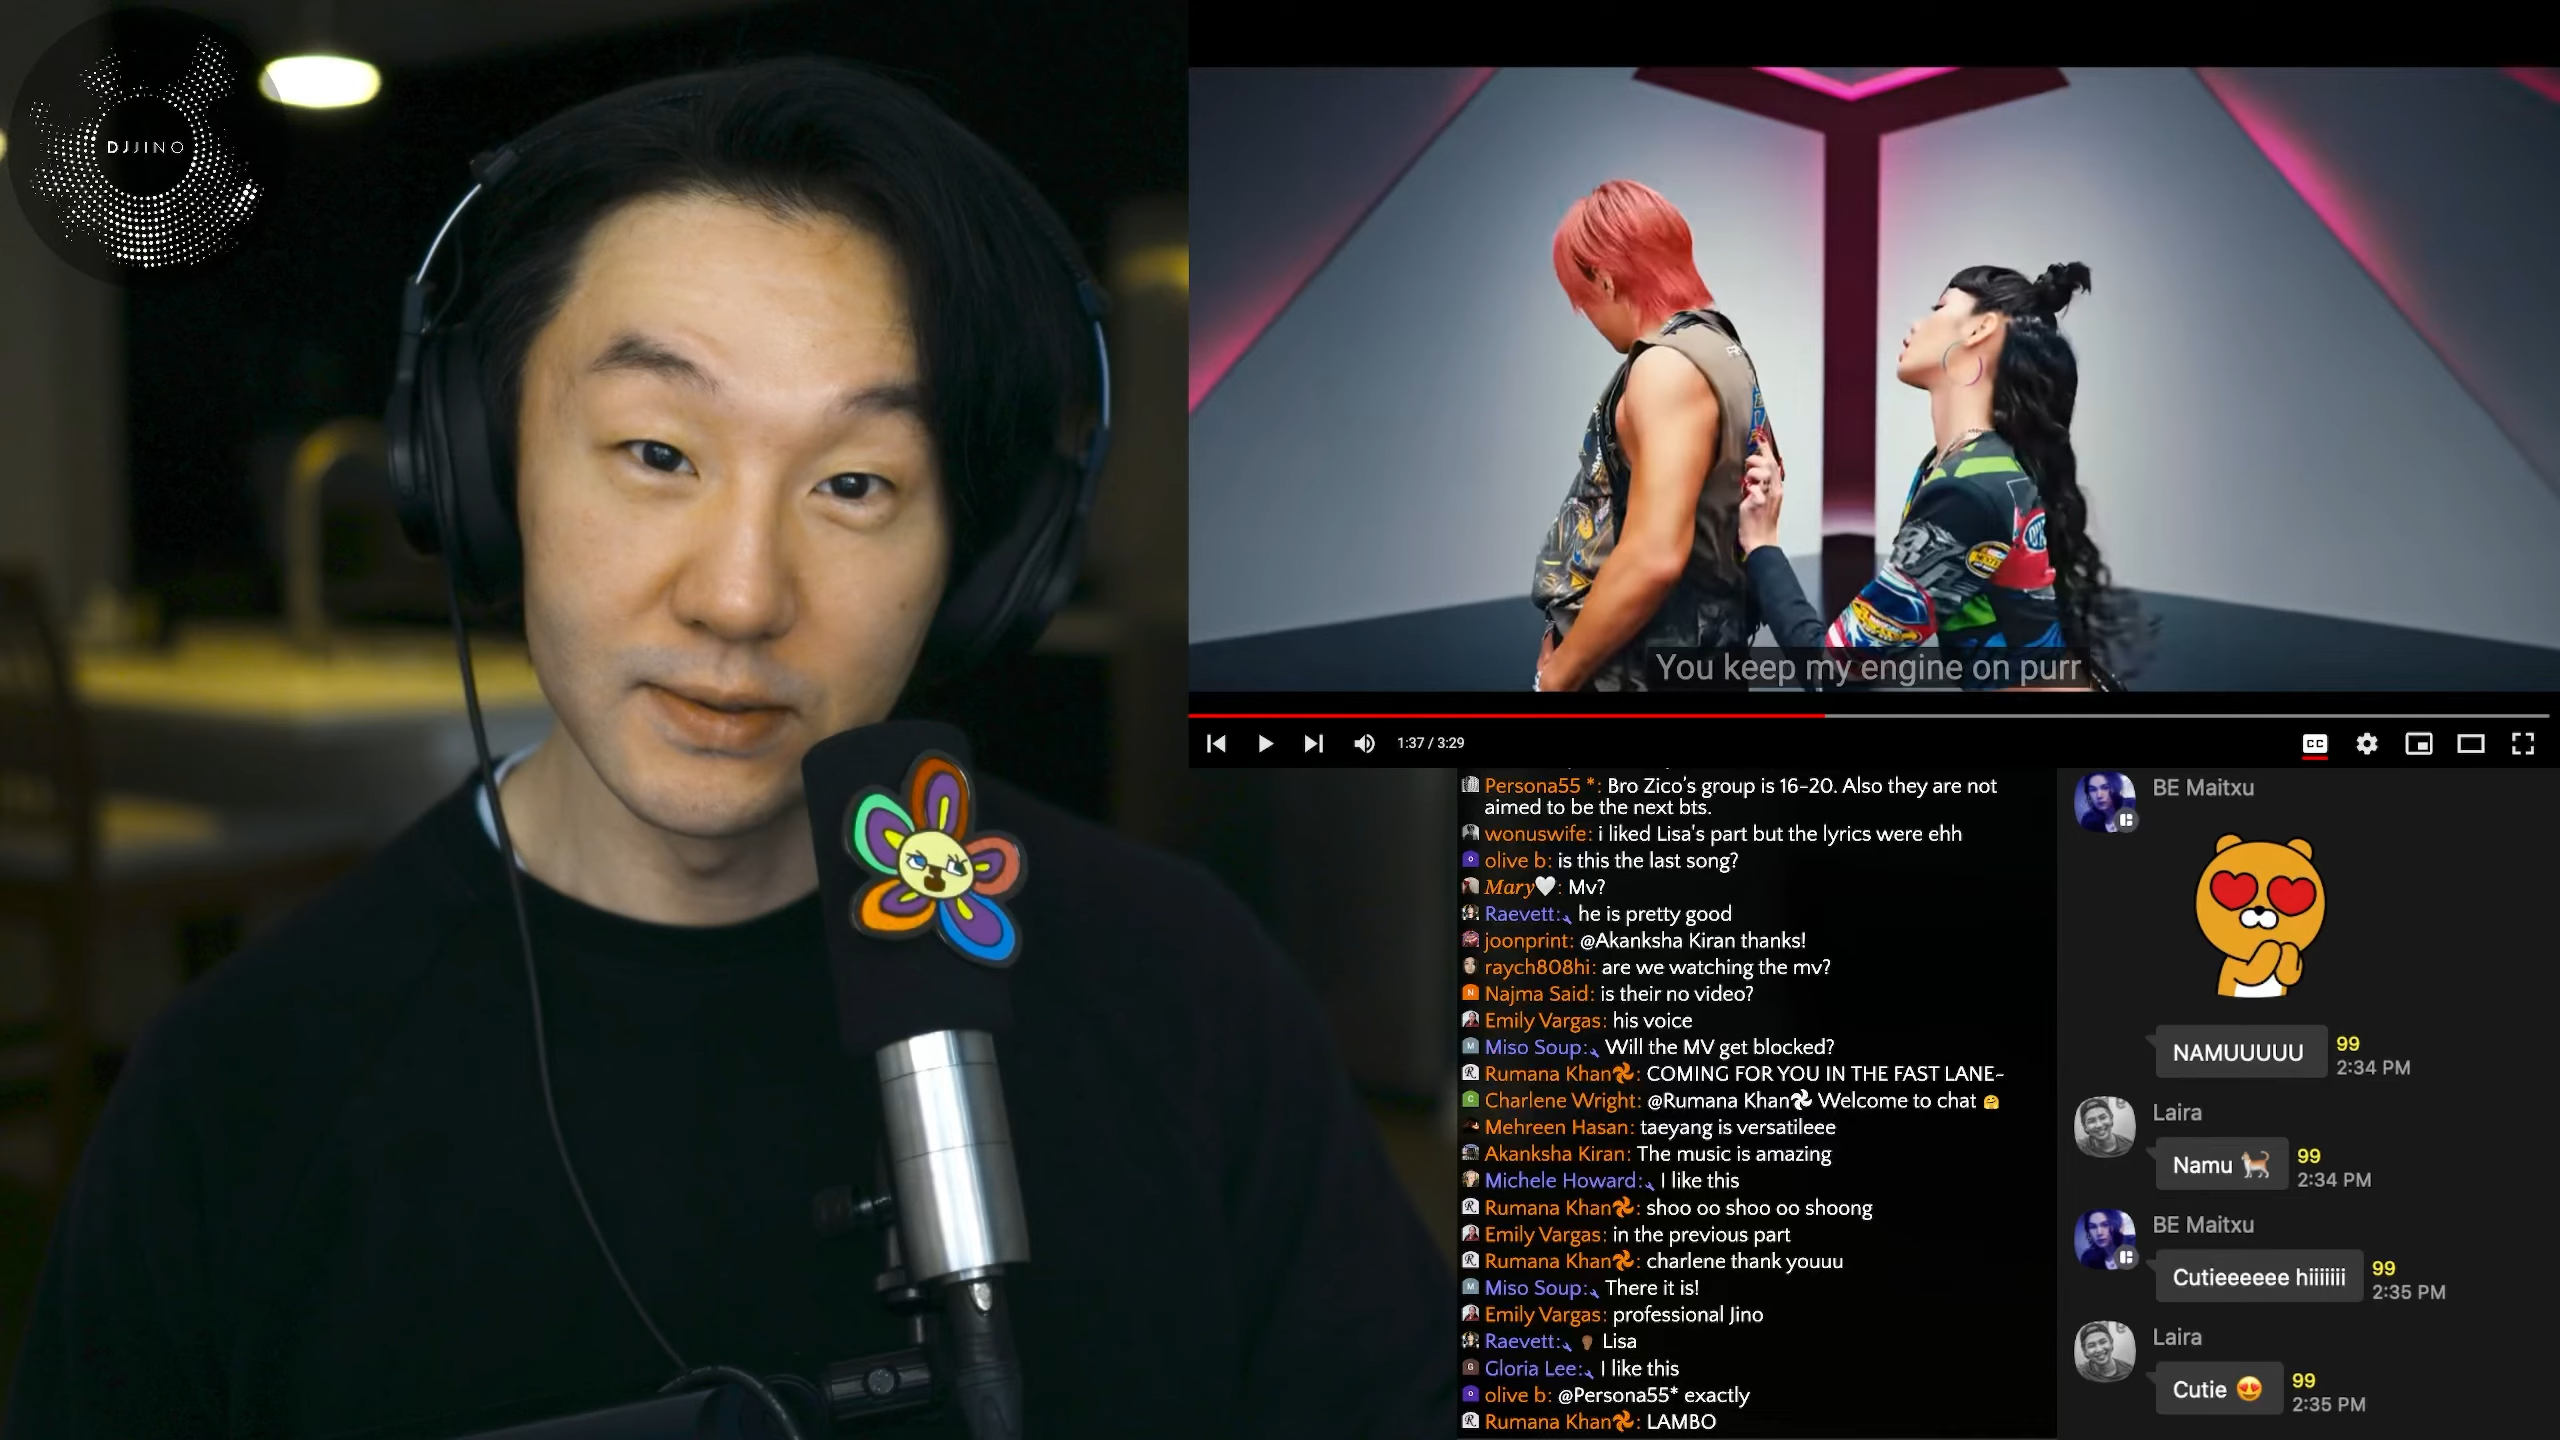 DJJINO
You keep my engine on purr
1:37 / 3:29
CC
Persona55 *: Bro Zico's group is 16-20. Also they are not
aimed to be the next bts.
wonuswife: i liked Lisa's part but the lyrics were ehh
olive b: is this the last song?
Mary🤍: Mv?
Raevett: he is pretty good
joonprint: @Akanksha Kiran thanks!
raych808hi: are we watching the mv?
Najma Said: is their no video?
Emily Vargas: his voice
Miso Soup: Will the MV get blocked?
Rumana Khan: COMING FOR YOU IN THE FAST LANE~
Charlene Wright: @Rumana Khan Welcome to chat 🤗
Mehreen Hasan: taeyang is versatileee
Akanksha Kiran: The music is amazing
Michele Howard: I like this
Rumana Khan: shoo oo shoo oo shoong
Emily Vargas: in the previous part
Rumana Khan: charlene thank youuu
Miso Soup: There it is!
Emily Vargas: professional Jino
Raevett: Lisa
Gloria Lee: I like this
olive b: @Persona55* exactly
Rumana Khan: LAMBO
BE Maitxu
NAMUUUUU
99
2:34 PM
Laira
Namu 🐈
99
2:34 PM
BE Maitxu
Cutieeeeee hiiiiiii
99
2:35 PM
Laira
Cutie 😍
99
2:35 PM